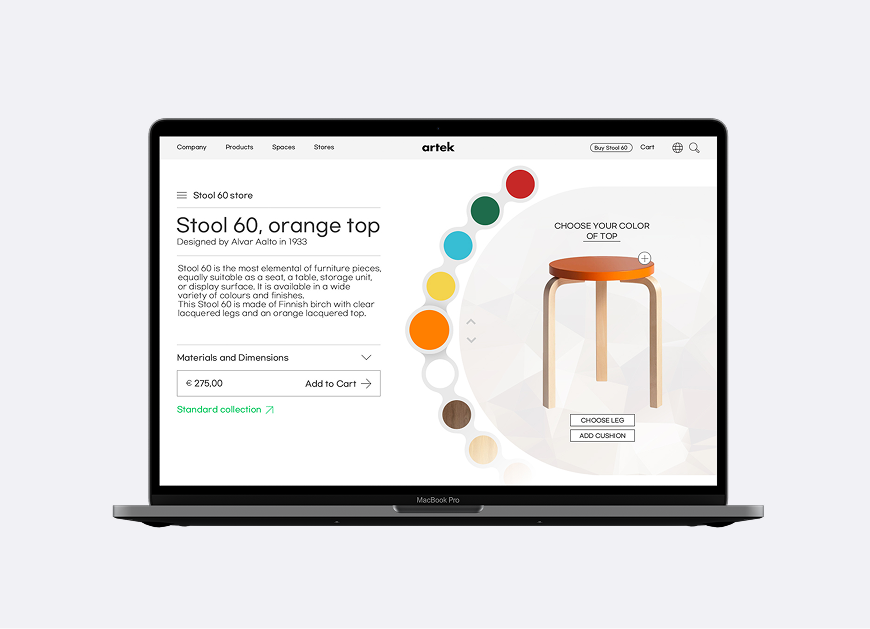 Company Products Spaces Stores artek Buy Stool 60 Cart
Stool 60 store
Stool 60, orange top
Designed by Alvar Aalto in 1933
Stool 60 is the most elemental of furniture pieces,
equally suitable as a seat, a table, storage unit,
or display surface. It is available in a wide
variety of colours and finishes.
This Stool 60 is made of Finnish birch with clear
lacquered legs and an orange lacquered top.
Materials and Dimensions
€ 275,00 Add to Cart
Standard collection
CHOOSE YOUR COLOR
OF TOP
CHOOSE LEG
ADD CUSHION
MacBook Pro